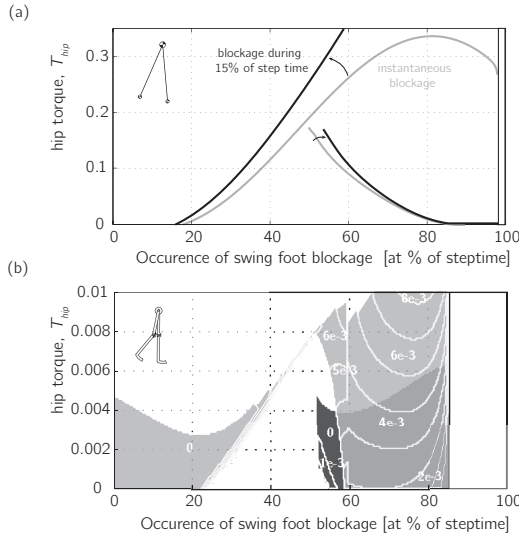 (a)
hip torque, T_hip
0.3
0.2
0.1
0
blockage during
15% of step time
instantaneous
blockage
0 20 40 60 80 100
Occurence of swing foot blockage [at % of steptime]
(b)
hip torque, T_hip
0.01
0.008
0.006
0.004
0.002
0
8e-3
6e-3
6e-3
5e-3
4e-3
0
0
1e-3
2e-3
0 20 40 60 80 100
Occurence of swing foot blockage [at % of steptime]